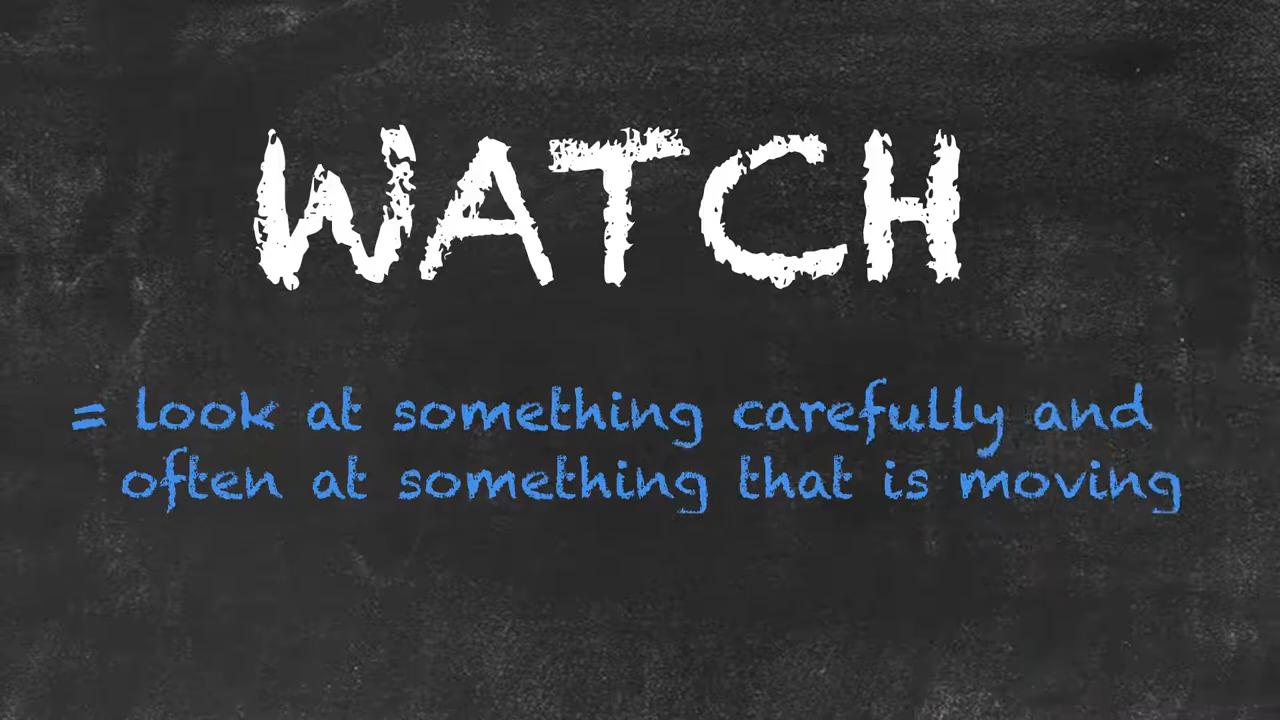 WATCH
= look at something carefully and
often at something that is moving